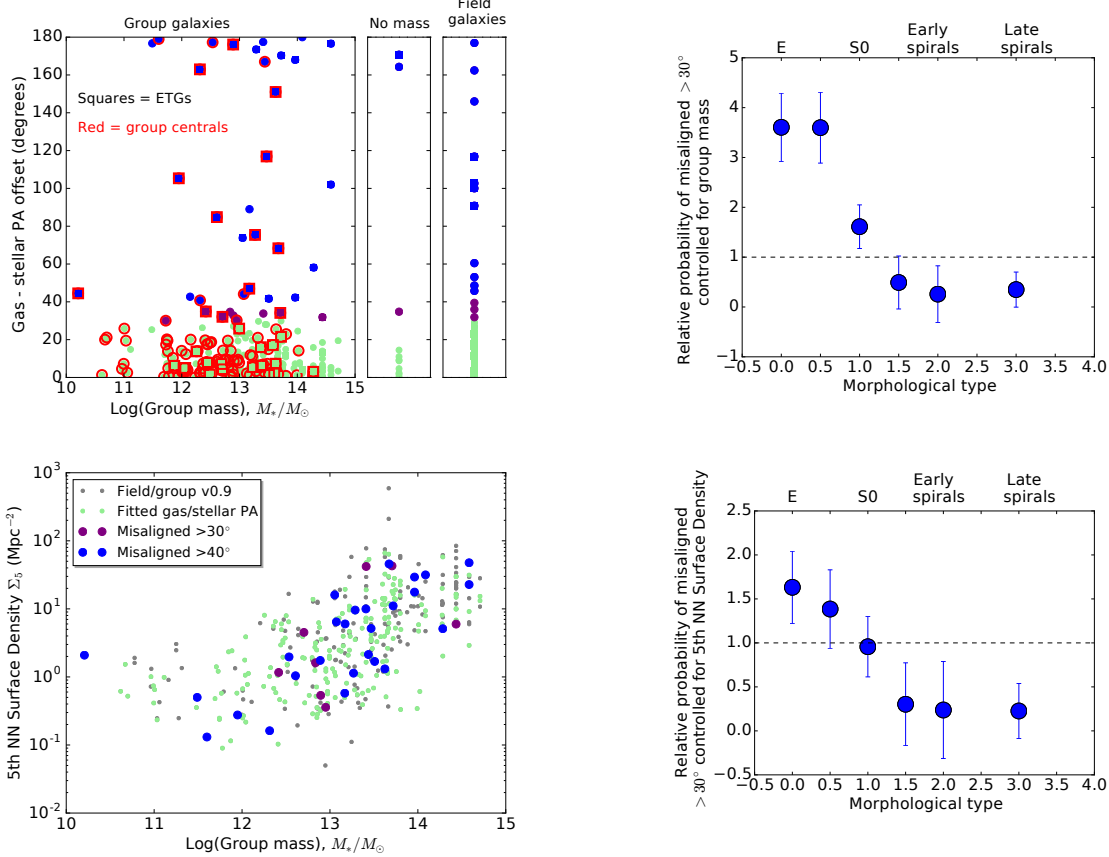 Group galaxies
No mass
Field
galaxies
180
160
140
120
100
80
60
40
20
0
Gas - stellar PA offset (degrees)
Squares = ETGs
Red = group centrals
10 11 12 13 14 15
Log(Group mass), M*/M⊙
E S0 Early spirals Late spirals
5
4
3
2
1
0
−1
Relative probability of misaligned >30°
controlled for group mass
−0.5 0.0 0.5 1.0 1.5 2.0 2.5 3.0 3.5 4.0
Morphological type
10^3
10^2
10^1
10^0
10^-1
10^-2
5th NN Surface Density Σ5 (Mpc−2)
Field/group v0.9
Fitted gas/stellar PA
Misaligned >30°
Misaligned >40°
10 11 12 13 14 15
Log(Group mass), M*/M⊙
E S0 Early spirals Late spirals
2.5
2.0
1.5
1.0
0.5
0.0
−0.5
Relative probability of misaligned
>30° controlled for 5th NN Surface Density
−0.5 0.0 0.5 1.0 1.5 2.0 2.5 3.0 3.5 4.0
Morphological type